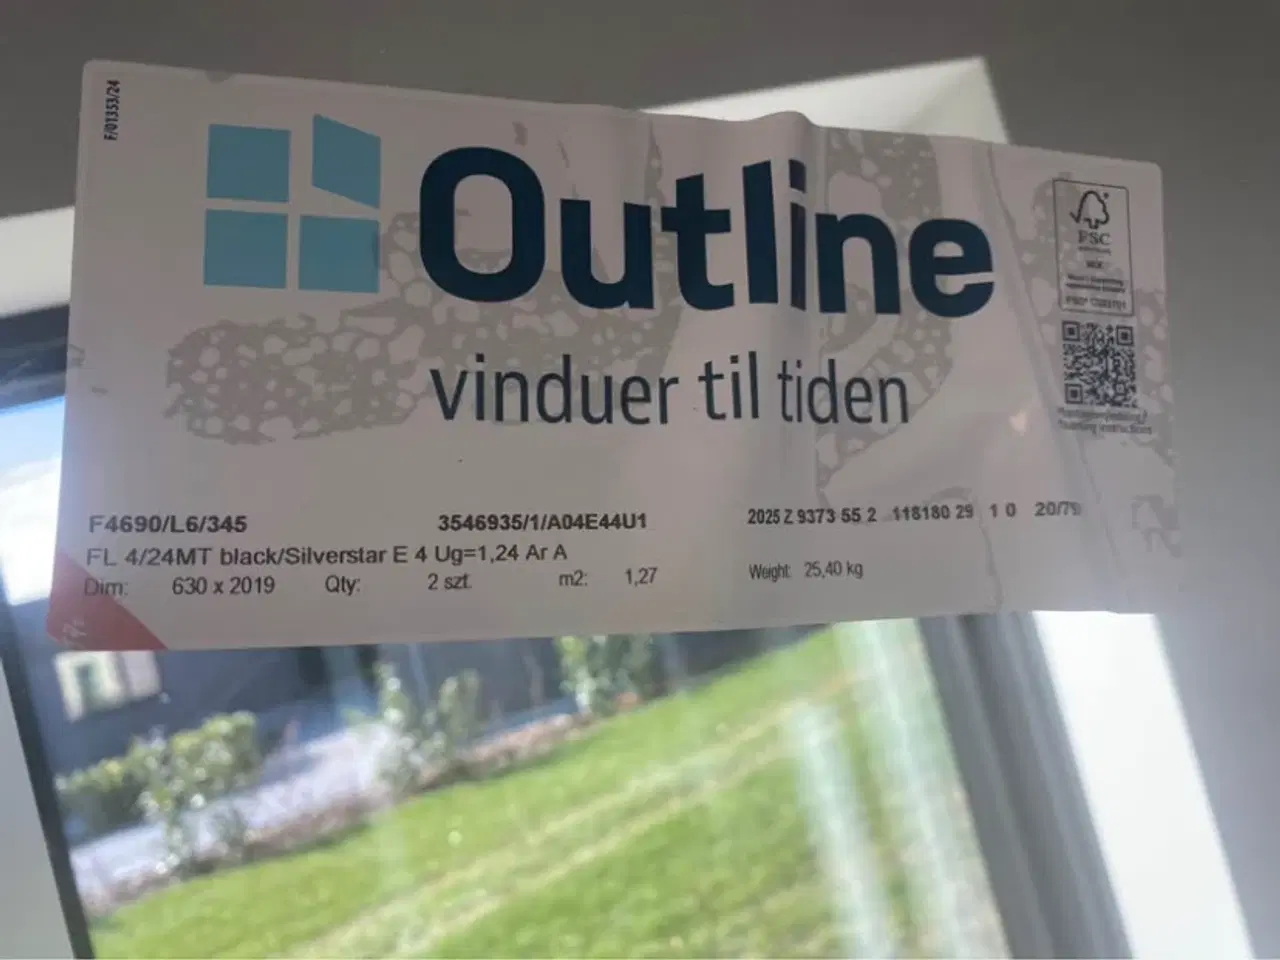 F/01353/24
Outline
vinduer til tiden
FSC
MIX
F4690/L6/345 3546935/1/A04E44U1 2025 Z 9373 55 2 118180 29 1 0 20/79
FL 4/24MT black/Silverstar E 4 Ug=1,24 Ar A
Dim: 630 x 2019 Qty: 2 szt. m2: 1,27 Weight: 25,40 kg